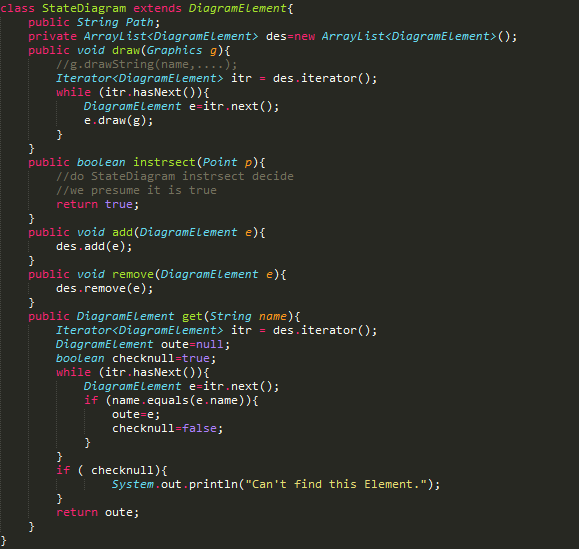 class StateDiagram extends DiagramElement{
    public String Path;
    private ArrayList<DiagramElement> des=new ArrayList<DiagramElement>();
    public void draw(Graphics g){
        //g.drawString(name,....);
        Iterator<DiagramElement> itr = des.iterator();
        while (itr.hasNext()){
            DiagramElement e=itr.next();
            e.draw(g);
        }
    }
    public boolean instrsect(Point p){
        //do StateDiagram instrsect decide
        //we presume it is true
        return true;
    }
    public void add(DiagramElement e){
        des.add(e);
    }
    public void remove(DiagramElement e){
        des.remove(e);
    }
    public DiagramElement get(String name){
        Iterator<DiagramElement> itr = des.iterator();
        DiagramElement oute=null;
        boolean checknull=true;
        while (itr.hasNext()){
            DiagramElement e=itr.next();
            if (name.equals(e.name)){
                oute=e;
                checknull=false;
            }
        }
        if ( checknull){
                System.out.println("Can't find this Element.");
        }
        return oute;
    }
}